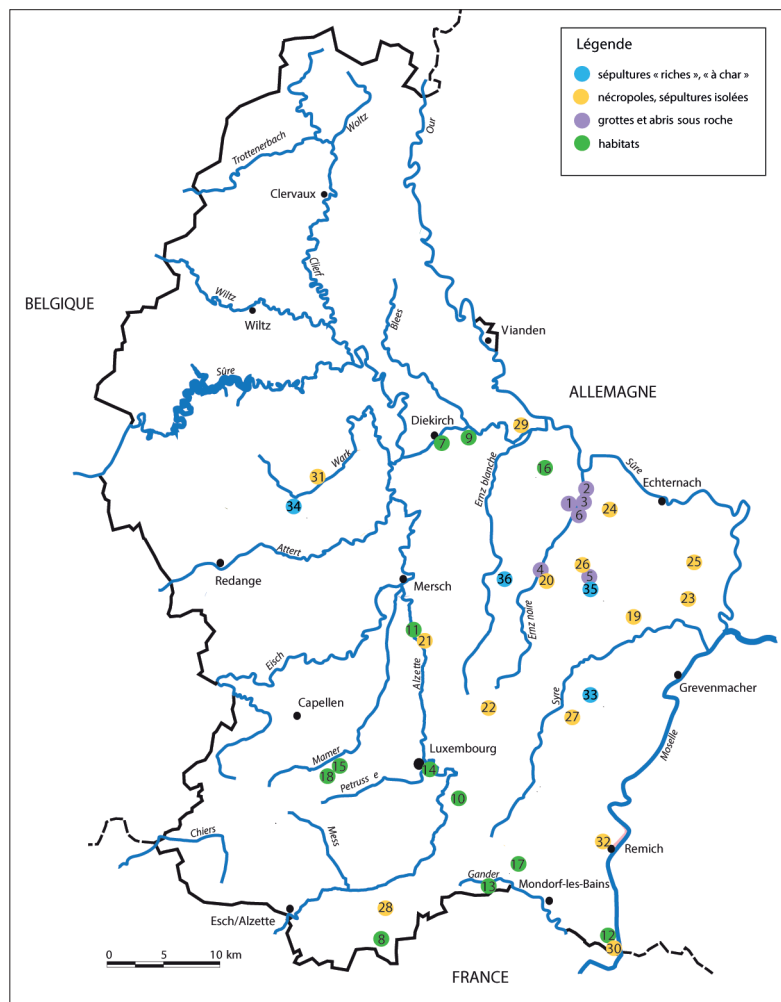 Légende
sépultures « riches », « à char »
nécropoles, sépultures isolées
grottes et abris sous roche
habitats
Woltz
Our
Trottenerbach
Clervaux
Clierf
BELGIQUE
Wiltz
Wiltz
Blees
Vianden
Sûre
ALLEMAGNE
Diekirch
29
7
9
Ernz blanche
16
Sûre
31
Wark
2
Echternach
34
1
3
24
6
Attert
26
25
Redange
4
5
36
20
35
Mersch
23
Ernz noire
19
11
21
Eisch
Alzette
Grevenmacher
33
Capellen
22
Syre
27
Moselle
Mamer
Luxembourg
15
14
18
Petruss e
10
Chiers
Mess
32
Remich
17
Gander
13
Mondorf-les-Bains
28
Esch/Alzette
8
12
30
0 5 10 km
FRANCE